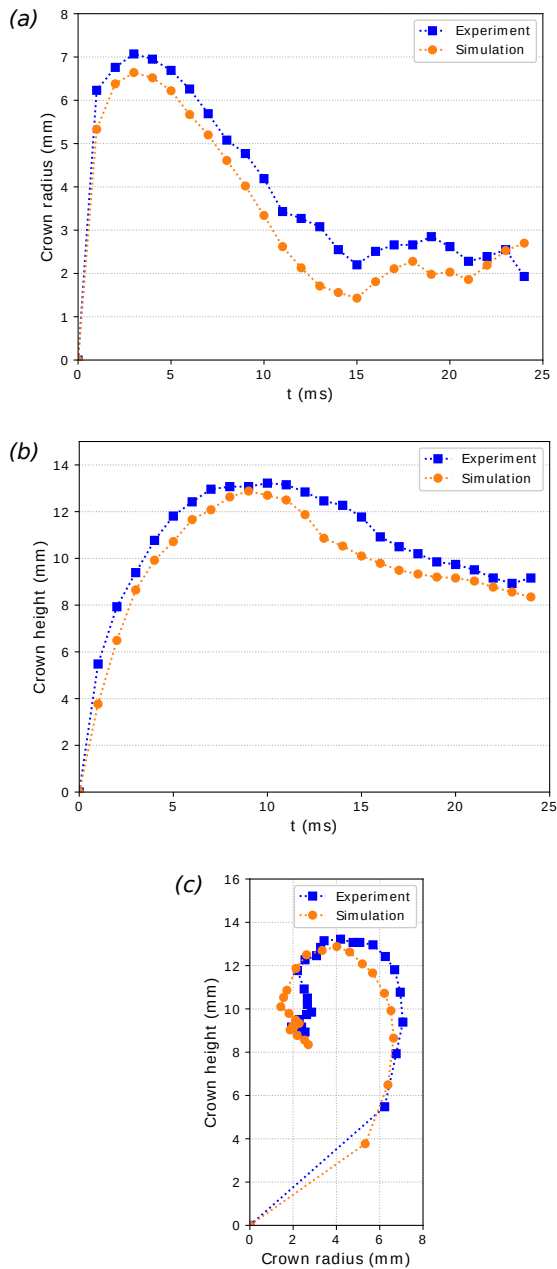 (a)
8
7
6
5
4
3
2
1
0
Crown radius (mm)
Experiment
Simulation
0 5 10 15 20 25
t (ms)
(b)
14
12
10
8
6
4
2
0
Crown height (mm)
Experiment
Simulation
0 5 10 15 20 25
t (ms)
(c)
16
14
12
10
8
6
4
2
0
Crown height (mm)
Experiment
Simulation
0 2 4 6 8
Crown radius (mm)